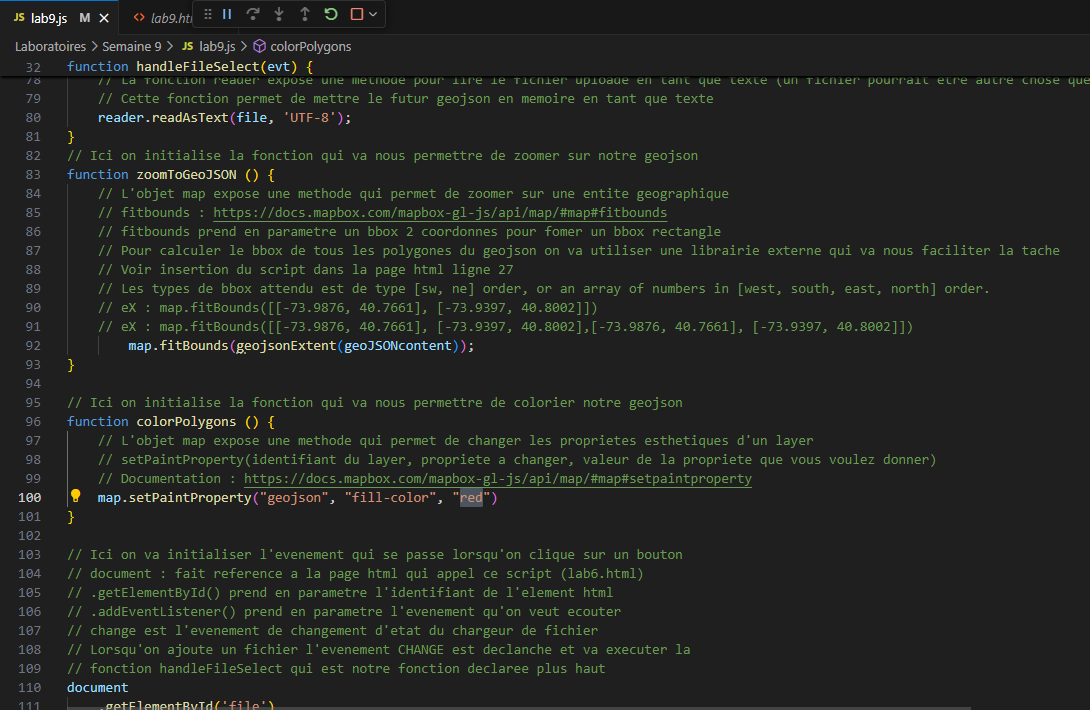 JS lab9.js M
<> lab9.ht
Laboratoires > Semaine 9 > JS lab9.js > colorPolygons
32 function handleFileSelect(evt) {
78 // La fonction reader expose une methode pour lire le fichier uploade en tant que texte (un fichier pourrait etre autre chose que
79 // Cette fonction permet de mettre le futur geojson en memoire en tant que texte
80 reader.readAsText(file, 'UTF-8');
81 }
82 // Ici on initialise la fonction qui va nous permettre de zoomer sur notre geojson
83 function zoomToGeoJSON () {
84 // L'objet map expose une methode qui permet de zoomer sur une entite geographique
85 // fitbounds : https://docs.mapbox.com/mapbox-gl-js/api/map/#map#fitbounds
86 // fitbounds prend en parametre un bbox 2 coordonnes pour fomer un bbox rectangle
87 // Pour calculer le bbox de tous les polygones du geojson on va utiliser une librairie externe qui va nous faciliter la tache
88 // Voir insertion du script dans la page html ligne 27
89 // Les types de bbox attendu est de type [sw, ne] order, or an array of numbers in [west, south, east, north] order.
90 // eX : map.fitBounds([[-73.9876, 40.7661], [-73.9397, 40.8002]])
91 // eX : map.fitBounds([[-73.9876, 40.7661], [-73.9397, 40.8002],[-73.9876, 40.7661], [-73.9397, 40.8002]])
92 map.fitBounds(geojsonExtent(geoJSONcontent));
93 }
94
95 // Ici on initialise la fonction qui va nous permettre de colorier notre geojson
96 function colorPolygons () {
97 // L'objet map expose une methode qui permet de changer les proprietes esthetiques d'un layer
98 // setPaintProperty(identifiant du layer, propriete a changer, valeur de la propriete que vous voulez donner)
99 // Documentation : https://docs.mapbox.com/mapbox-gl-js/api/map/#map#setpaintproperty
100 map.setPaintProperty("geojson", "fill-color", "red")
101 }
102
103 // Ici on va initialiser l'evenement qui se passe lorsqu'on clique sur un bouton
104 // document : fait reference a la page html qui appel ce script (lab6.html)
105 // .getElementById() prend en parametre l'identifiant de l'element html
106 // .addEventListener() prend en parametre l'evenement qu'on veut ecouter
107 // change est l'evenement de changement d'etat du chargeur de fichier
108 // Lorsqu'on ajoute un fichier l'evenement CHANGE est declanche et va executer la
109 // fonction handleFileSelect qui est notre fonction declaree plus haut
110 document
111 .getElementById('file')